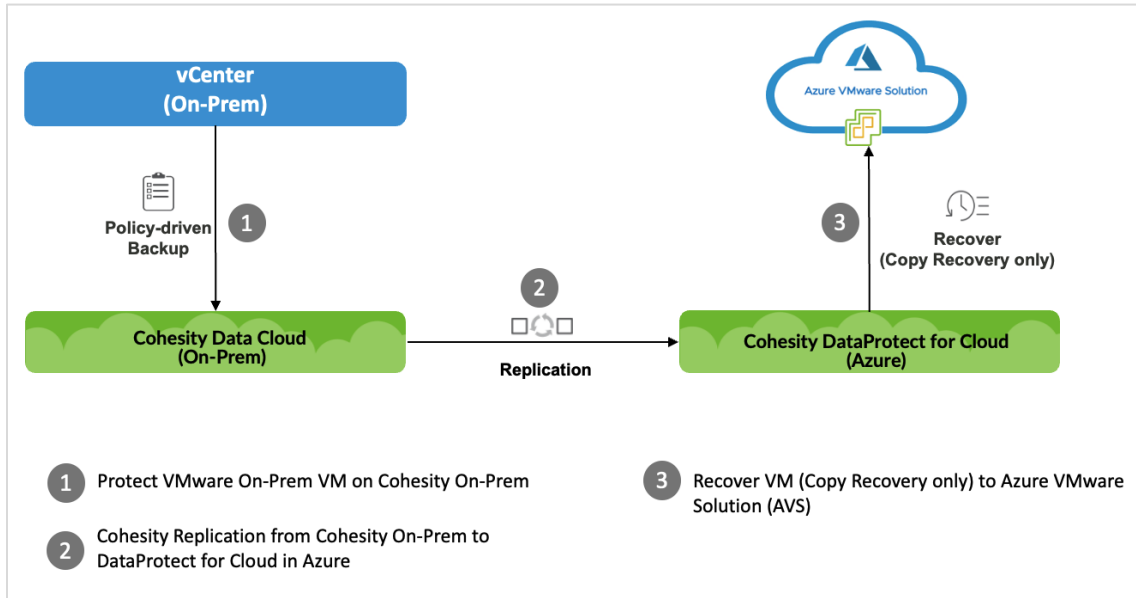 vCenter
(On-Prem)
Azure VMware Solution
Policy-driven
Backup
1
3
Recover
(Copy Recovery only)
2
Cohesity Data Cloud
(On-Prem)
Replication
Cohesity DataProtect for Cloud
(Azure)
1 Protect VMware On-Prem VM on Cohesity On-Prem
2 Cohesity Replication from Cohesity On-Prem to
DataProtect for Cloud in Azure
3 Recover VM (Copy Recovery only) to Azure VMware
Solution (AVS)